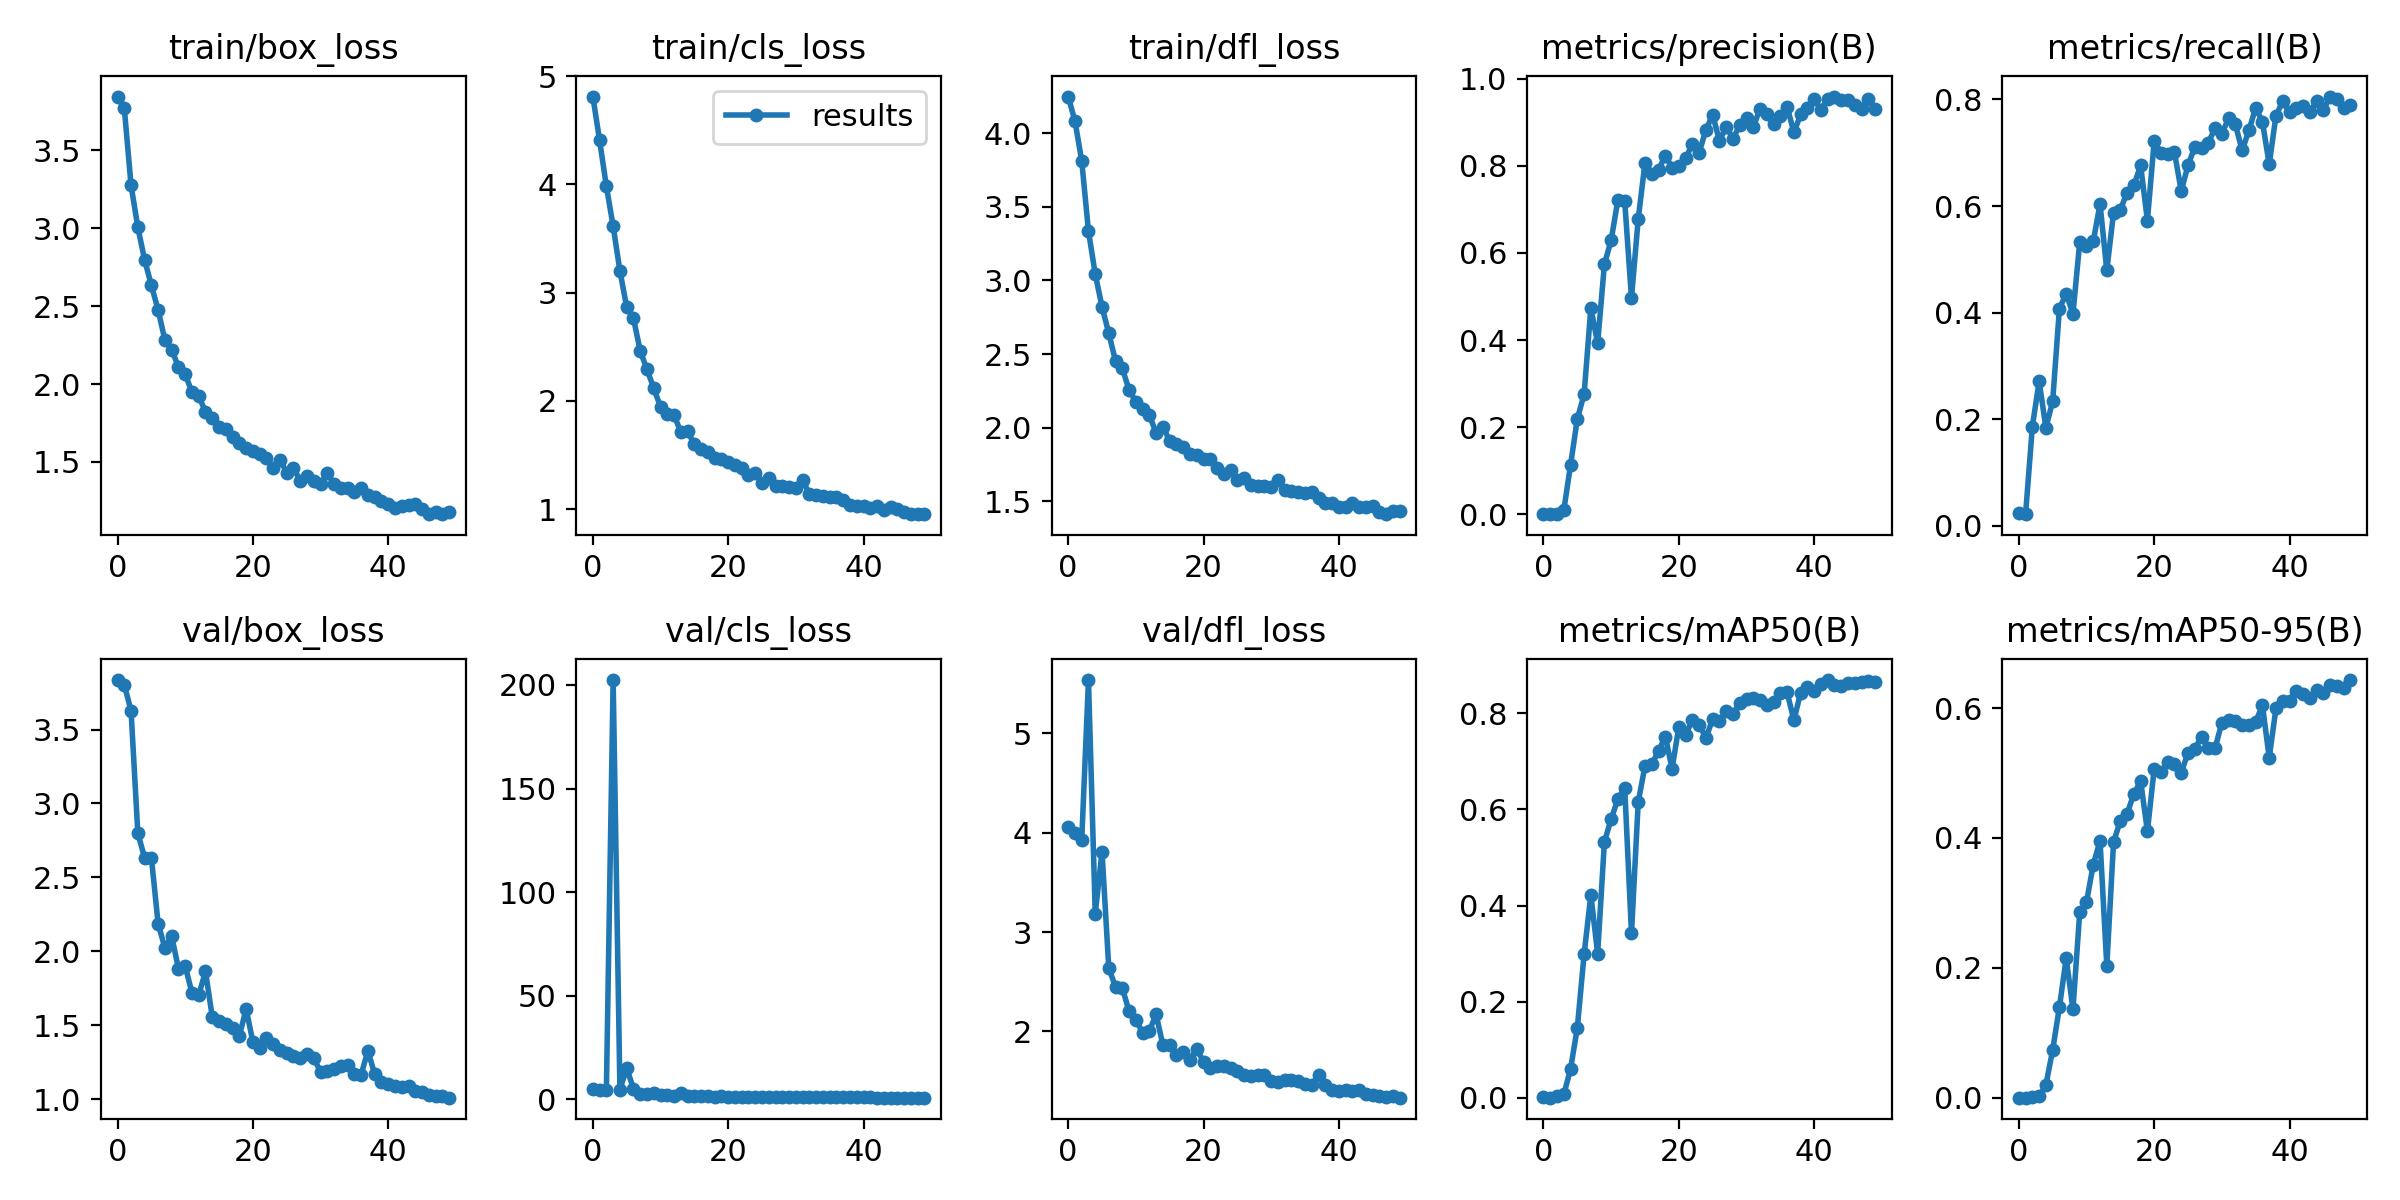 train/box_loss
3.5
3.0
2.5
2.0
1.5
0 20 40
train/cls_loss
results
5
4
3
2
1
0 20 40
train/dfl_loss
4.0
3.5
3.0
2.5
2.0
1.5
0 20 40
metrics/precision(B)
1.0
0.8
0.6
0.4
0.2
0.0
0 20 40
metrics/recall(B)
0.8
0.6
0.4
0.2
0.0
0 20 40
val/box_loss
3.5
3.0
2.5
2.0
1.5
1.0
0 20 40
val/cls_loss
200
150
100
50
0
0 20 40
val/dfl_loss
5
4
3
2
0 20 40
metrics/mAP50(B)
0.8
0.6
0.4
0.2
0.0
0 20 40
metrics/mAP50-95(B)
0.6
0.4
0.2
0.0
0 20 40